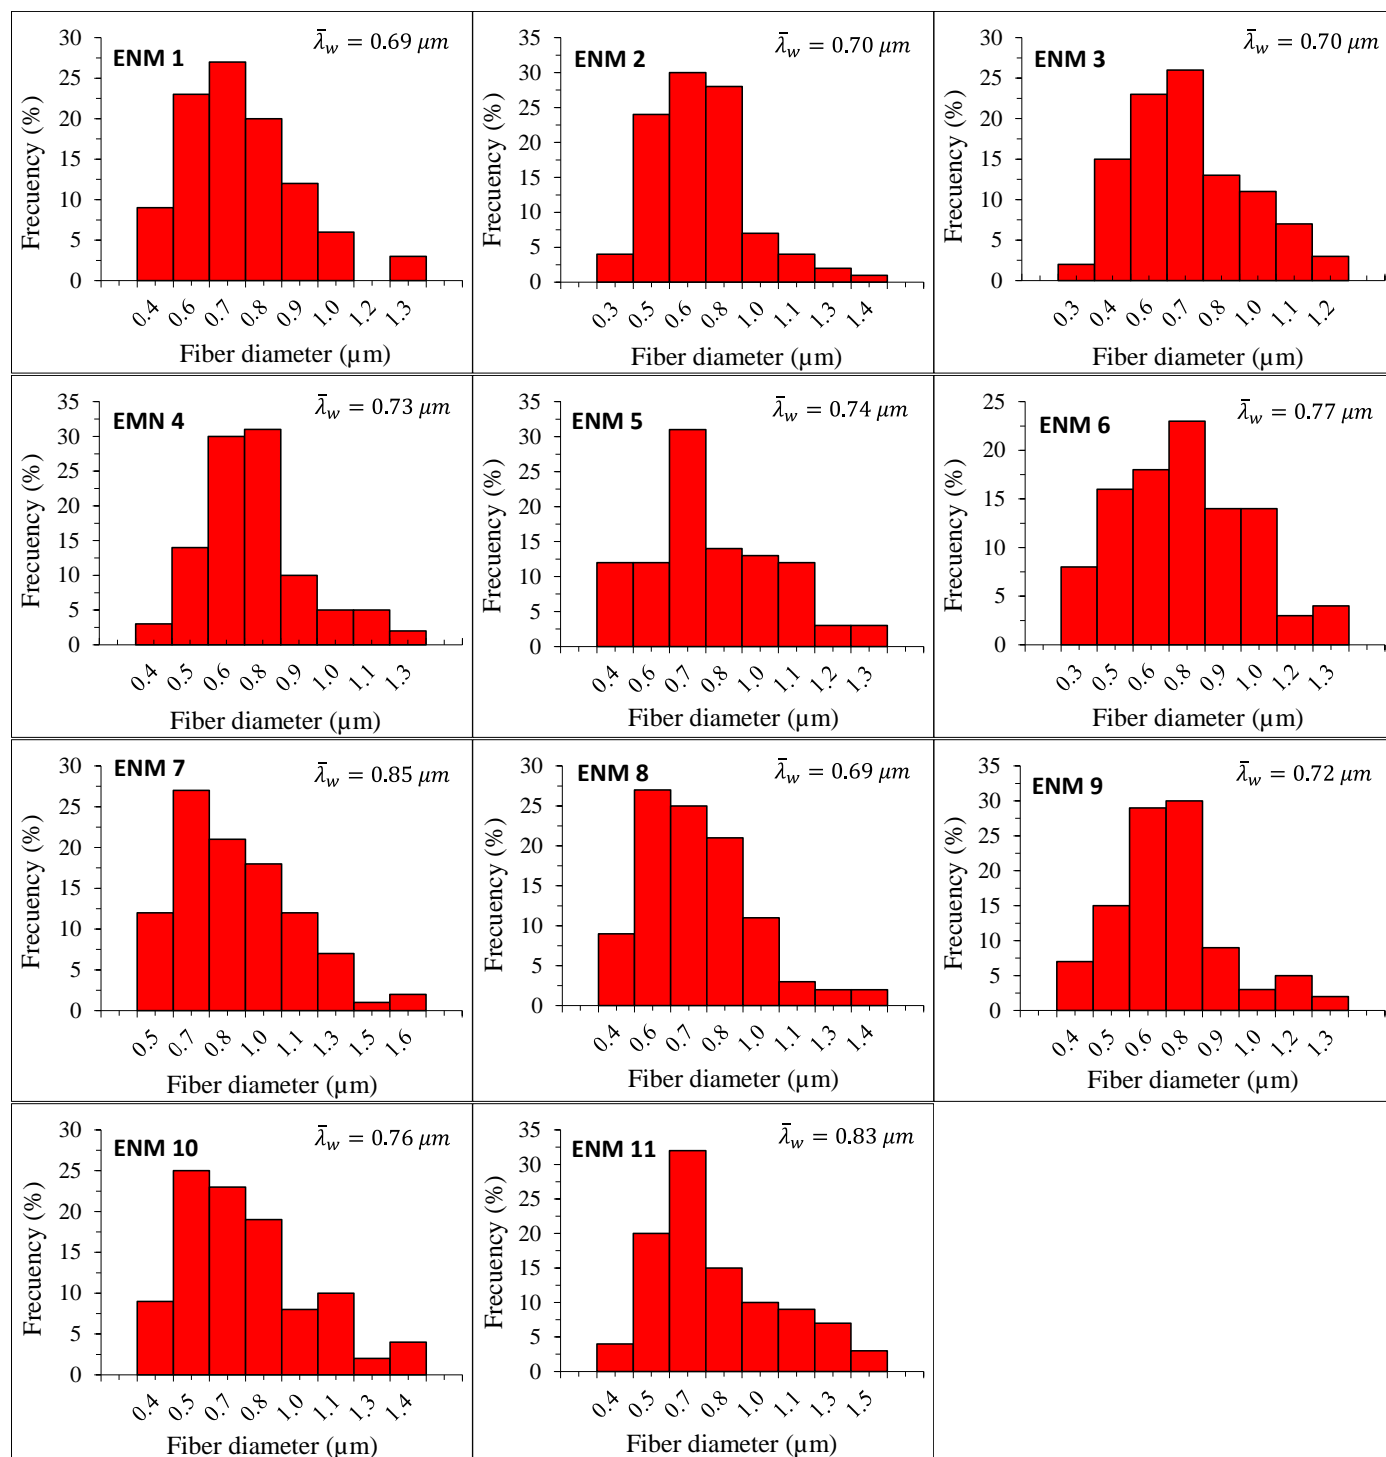 ENM 1
λ̄w = 0.69 μm
Frecuency (%)
30
25
20
15
10
5
0
0.4 0.6 0.7 0.8 0.9 1.0 1.2 1.3
Fiber diameter (µm)
ENM 2
λ̄w = 0.70 μm
Frecuency (%)
35
30
25
20
15
10
5
0
0.3 0.5 0.6 0.8 1.0 1.1 1.3 1.4
Fiber diameter (µm)
ENM 3
λ̄w = 0.70 μm
Frecuency (%)
30
25
20
15
10
5
0
0.3 0.4 0.6 0.7 0.8 1.0 1.1 1.2
Fiber diameter (µm)
EMN 4
λ̄w = 0.73 μm
Frecuency (%)
35
30
25
20
15
10
5
0
0.4 0.5 0.6 0.8 0.9 1.0 1.1 1.3
Fiber diameter (µm)
ENM 5
λ̄w = 0.74 μm
Frecuency (%)
35
30
25
20
15
10
5
0
0.4 0.6 0.7 0.8 1.0 1.1 1.2 1.3
Fiber diameter (µm)
ENM 6
λ̄w = 0.77 μm
Frecuency (%)
25
20
15
10
5
0
0.3 0.5 0.6 0.8 0.9 1.0 1.2 1.3
Fiber diameter (µm)
ENM 7
λ̄w = 0.85 μm
Frecuency (%)
30
25
20
15
10
5
0
0.5 0.7 0.8 1.0 1.1 1.3 1.5 1.6
Fiber diameter (µm)
ENM 8
λ̄w = 0.69 μm
Frecuency (%)
30
25
20
15
10
5
0
0.4 0.6 0.7 0.8 1.0 1.1 1.3 1.4
Fiber diameter (µm)
ENM 9
λ̄w = 0.72 μm
Frecuency (%)
35
30
25
20
15
10
5
0
0.4 0.5 0.6 0.8 0.9 1.0 1.2 1.3
Fiber diameter (µm)
ENM 10
λ̄w = 0.76 μm
Frecuency (%)
30
25
20
15
10
5
0
0.4 0.5 0.7 0.8 1.0 1.1 1.3 1.4
Fiber diameter (µm)
ENM 11
λ̄w = 0.83 μm
Frecuency (%)
35
30
25
20
15
10
5
0
0.4 0.5 0.7 0.8 1.0 1.1 1.3 1.5
Fiber diameter (µm)